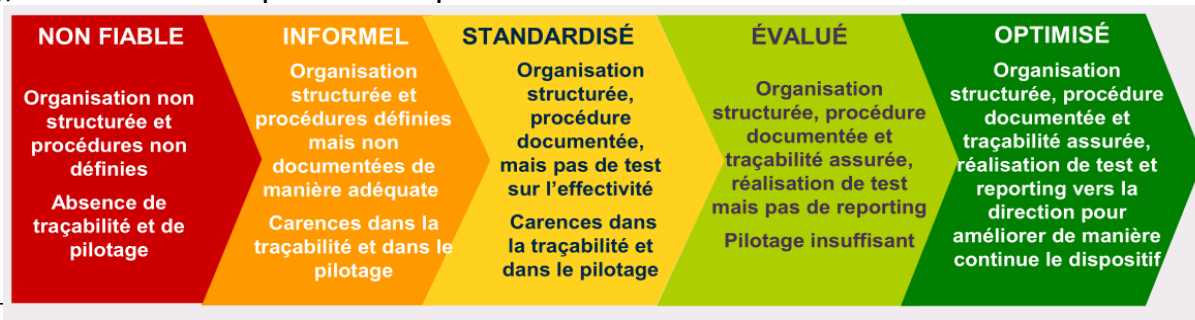 NON FIABLE
Organisation non
structurée et
procédures non
définies
Absence de
traçabilité et de
pilotage
INFORMEL
Organisation
structurée et
procédures définies
mais non
documentées de
manière adéquate
Carences dans la
traçabilité et dans le
pilotage
STANDARDISÉ
Organisation
structurée,
procédure
documentée,
mais pas de test
sur l’effectivité
Carences dans
la traçabilité et
dans le pilotage
ÉVALUÉ
Organisation
structurée, procédure
documentée et
traçabilité assurée,
réalisation de test
mais pas de reporting
Pilotage insuffisant
OPTIMISÉ
Organisation
structurée, procédure
documentée et
traçabilité assurée,
réalisation de test et
reporting vers la
direction pour
améliorer de manière
continue le dispositif